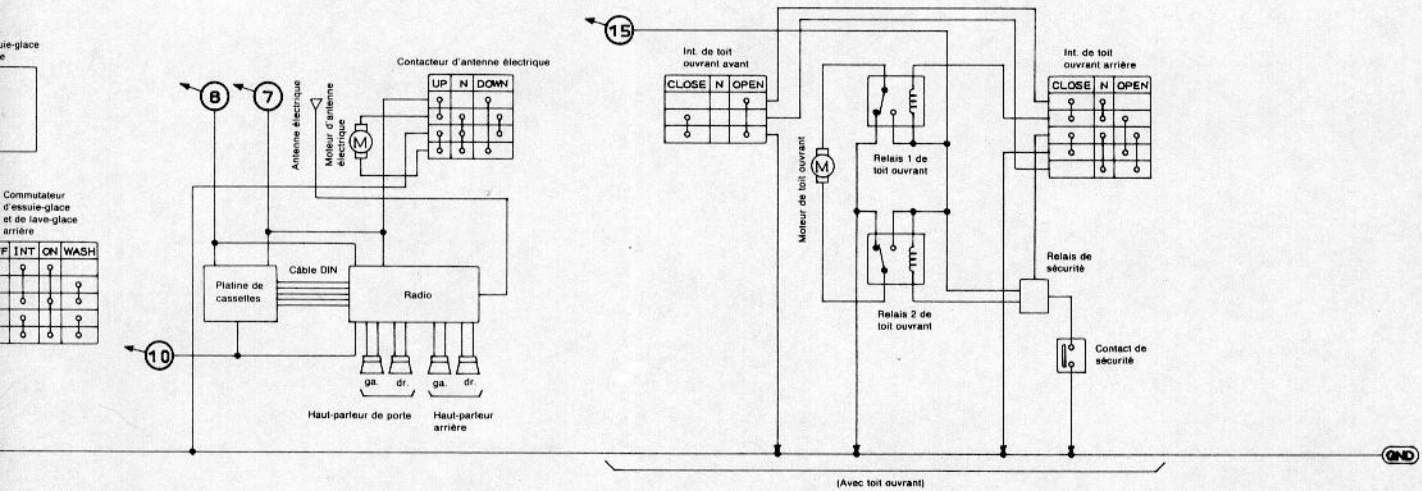 uie-glace
e
Commutateur
d'essuie-glace
et de lave-glace
arrière
F INT ON WASH
8
7
Antenne électrique
Moteur d'antenne
électrique
M
Contacteur d'antenne électrique
UP N DOWN
Platine de
cassettes
Câble DIN
Radio
10
ga. dr. ga. dr.
Haut-parleur de porte
Haut-parleur
arrière
15
Int. de toit
ouvrant avant
CLOSE N OPEN
Moteur de toit ouvrant
M
Relais 1 de
toit ouvrant
Relais 2 de
toit ouvrant
Int. de toit
ouvrant arrière
CLOSE N OPEN
Relais de
sécurité
Contact de
sécurité
GND
(Avec toit ouvrant)